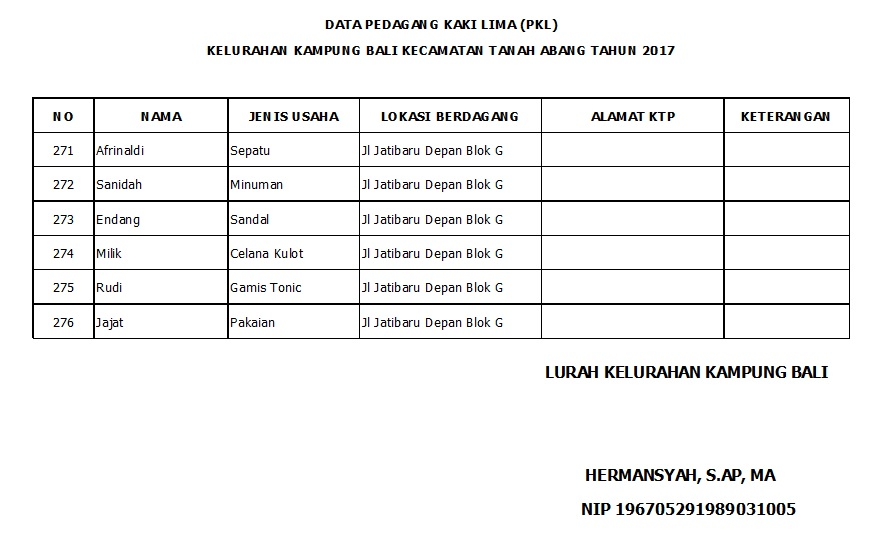 DATA PEDAGANG KAKI LIMA (PKL)
KELURAHAN KAMPUNG BALI KECAMATAN TANAH ABANG TAHUN 2017
NO NAMA JENIS USAHA LOKASI BERDAGANG ALAMAT KTP KETERANGAN
271 Afrinaldi Sepatu Jl Jatibaru Depan Blok G
272 Sanidah Minuman Jl Jatibaru Depan Blok G
273 Endang Sandal Jl Jatibaru Depan Blok G
274 Milik Celana Kulot Jl Jatibaru Depan Blok G
275 Rudi Gamis Tonic Jl Jatibaru Depan Blok G
276 Jajat Pakaian Jl Jatibaru Depan Blok G
LURAH KELURAHAN KAMPUNG BALI
HERMANSYAH, S.AP, MA
NIP 196705291989031005